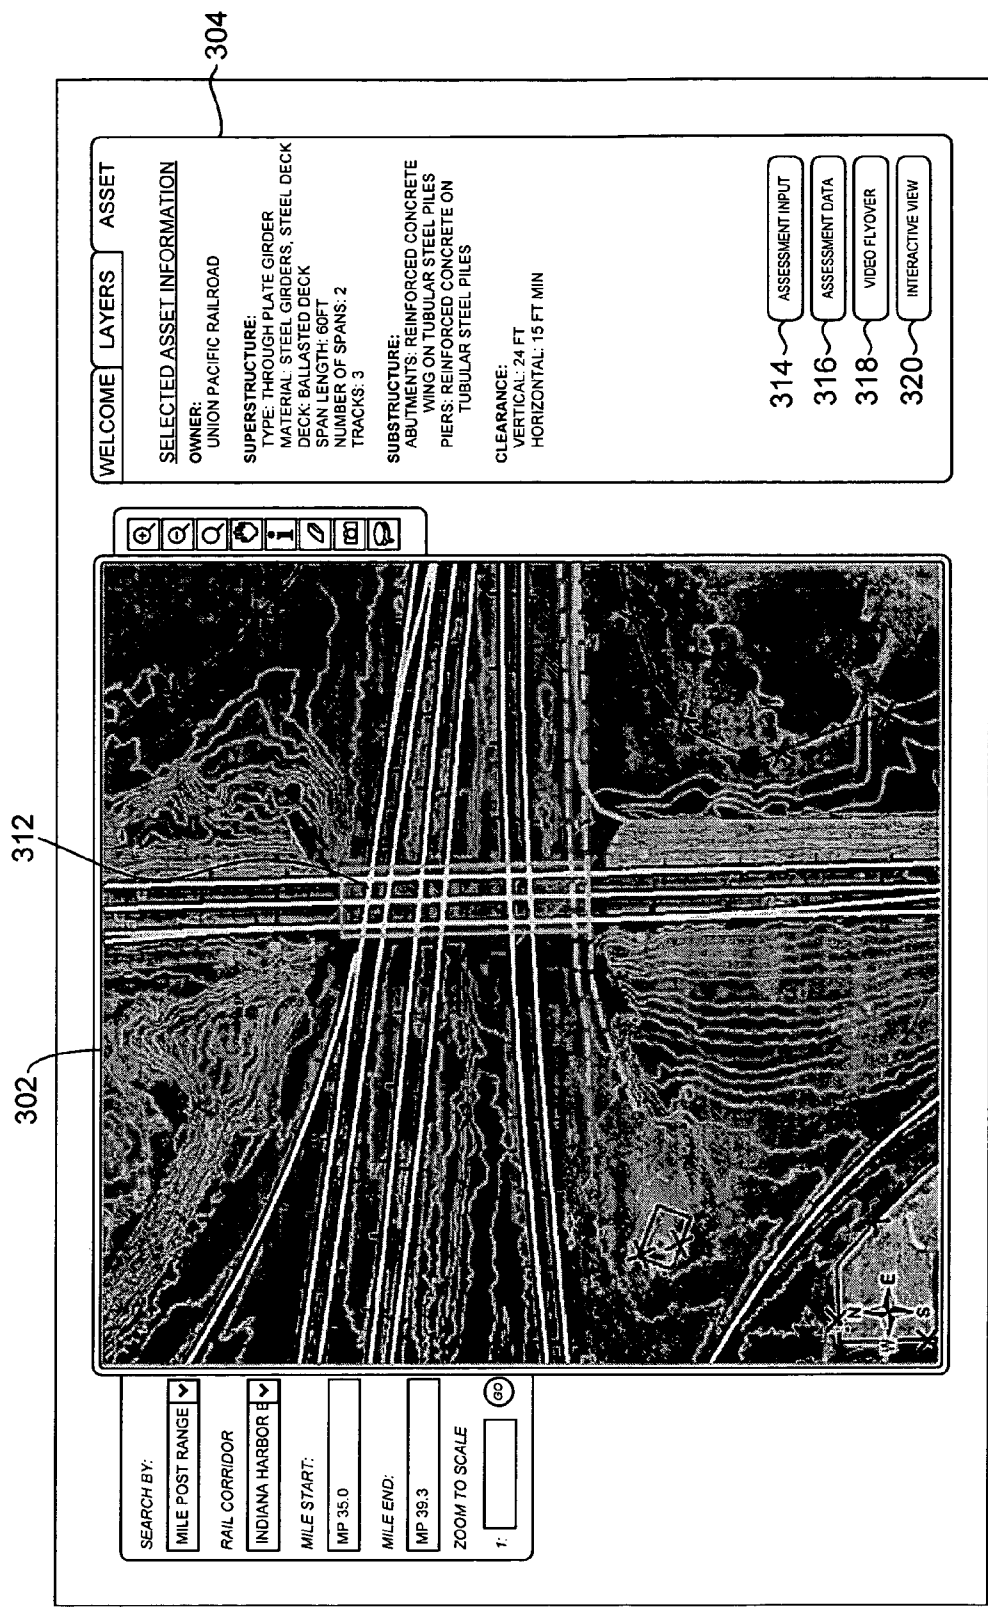 302
312
304
SEARCH BY:
MILE POST RANGE
RAIL CORRIDOR
INDIANA HARBOR B
MILE START:
MP 35.0
MILE END:
MP 39.3
ZOOM TO SCALE
1:
GO
N
W
E
S
WELCOME
LAYERS
ASSET
SELECTED ASSET INFORMATION
OWNER:
UNION PACIFIC RAILROAD
SUPERSTRUCTURE:
TYPE: THROUGH PLATE GIRDER
MATERIAL: STEEL GIRDERS, STEEL DECK
DECK: BALLASTED DECK
SPAN LENGTH: 60FT
NUMBER OF SPANS: 2
TRACKS: 3
SUBSTRUCTURE:
ABUTMENTS: REINFORCED CONCRETE
WING ON TUBULAR STEEL PILES
PIERS: REINFORCED CONCRETE ON
TUBULAR STEEL PILES
CLEARANCE:
VERTICAL: 24 FT
HORIZONTAL: 15 FT MIN
314 ASSESSMENT INPUT
316 ASSESSMENT DATA
318 VIDEO FLYOVER
320 INTERACTIVE VIEW